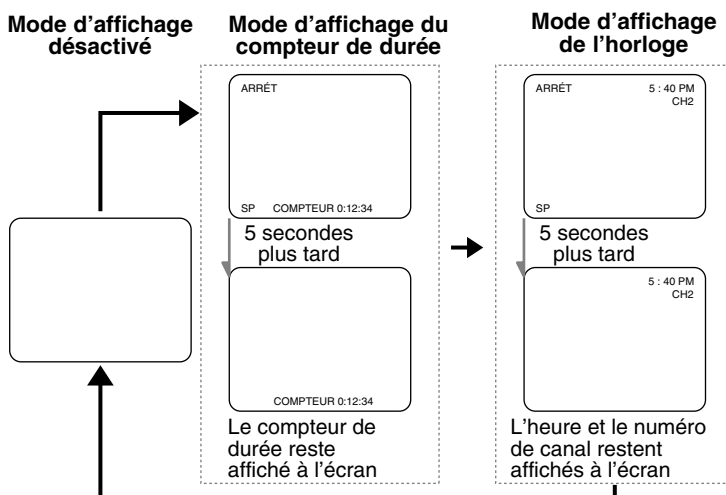 Mode d'affichage
désactivé
Mode d'affichage du
compteur de durée
ARRÉT
SP COMPTEUR 0:12:34
5 secondes
plus tard
COMPTEUR 0:12:34
Le compteur de
durée reste
affiché à l'écran
Mode d'affichage
de l'horloge
ARRÉT 5 : 40 PM
CH2
SP
5 secondes
plus tard
5 : 40 PM
CH2
L'heure et le numéro
de canal restent
affichés à l'écran